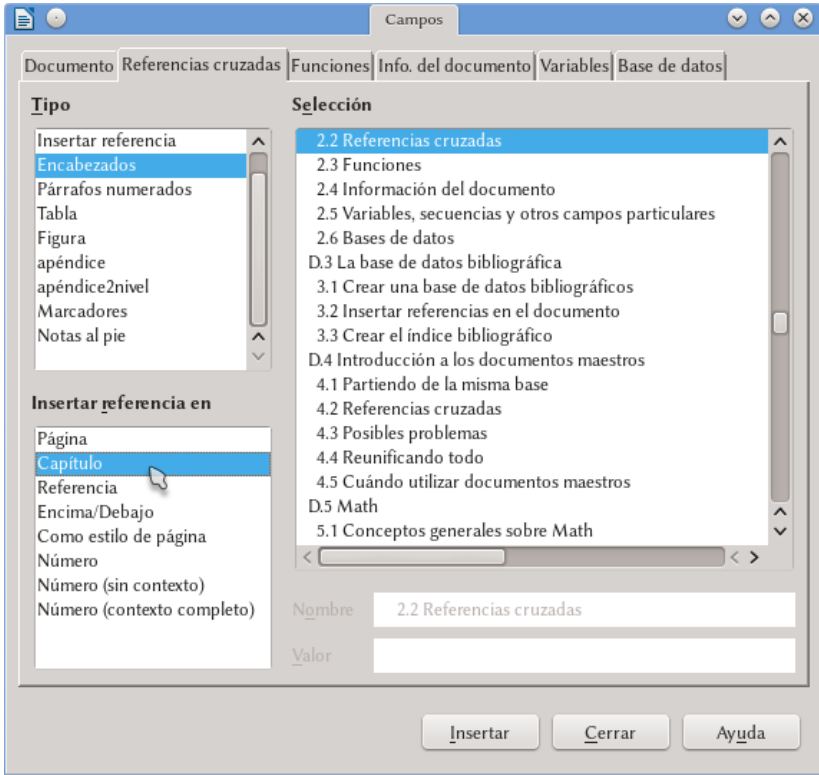 Campos
Documento Referencias cruzadas Funciones Info. del documento Variables Base de datos
Tipo
Insertar referencia
Encabezados
Párrafos numerados
Tabla
Figura
apéndice
apéndice2nivel
Marcadores
Notas al pie
Selección
2.2 Referencias cruzadas
2.3 Funciones
2.4 Información del documento
2.5 Variables, secuencias y otros campos particulares
2.6 Bases de datos
D.3 La base de datos bibliográfica
3.1 Crear una base de datos bibliográficos
3.2 Insertar referencias en el documento
3.3 Crear el índice bibliográfico
D.4 Introducción a los documentos maestros
4.1 Partiendo de la misma base
4.2 Referencias cruzadas
4.3 Posibles problemas
4.4 Reunificando todo
4.5 Cuándo utilizar documentos maestros
D.5 Math
5.1 Conceptos generales sobre Math
Insertar referencia en
Página
Capítulo
Referencia
Encima/Debajo
Como estilo de página
Número
Número (sin contexto)
Número (contexto completo)
Nombre 2.2 Referencias cruzadas
Valor
Insertar Cerrar Ayuda